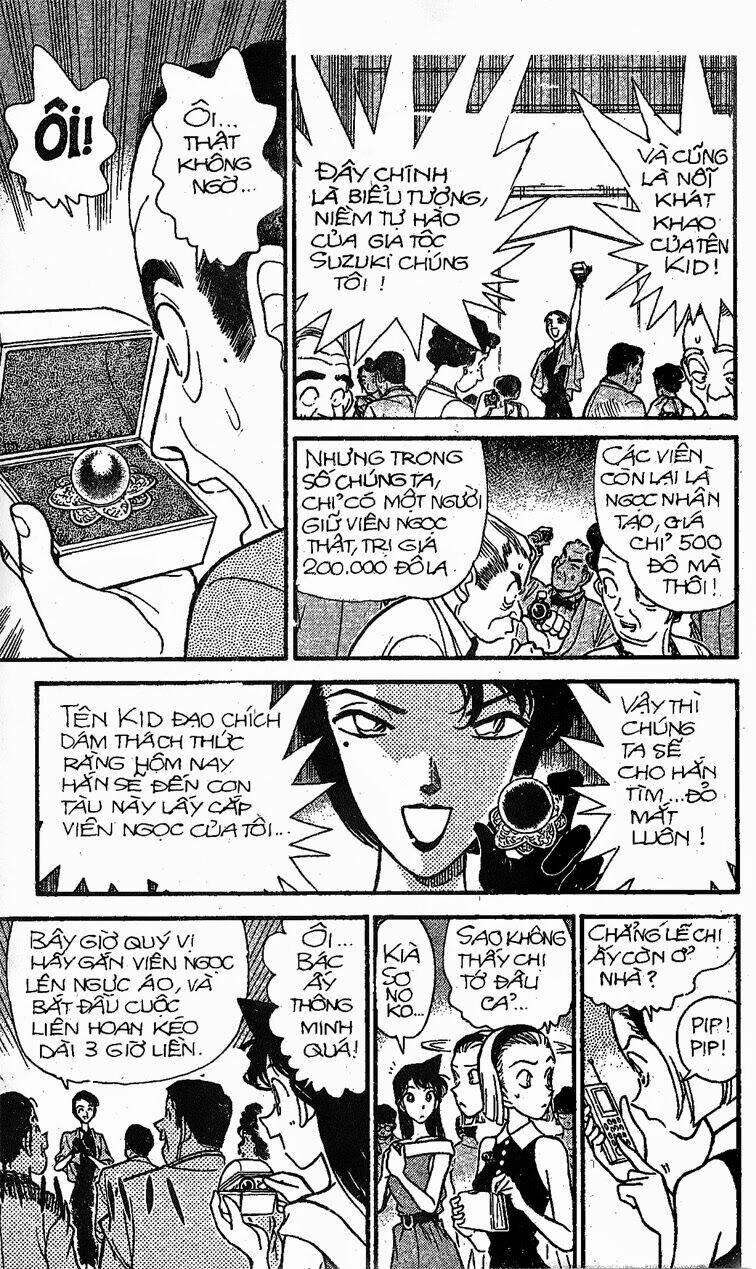 ÔI!
ÔI...
THẬT
KHÔNG
NGỜ...
ĐÂY CHÍNH
LÀ BIỂU TƯỢNG,
NIỀM TỰ HÀO
CỦA GIA TỘC
SUZUKI CHÚNG
TÔI !
VÀ CŨNG
LÀ NỖI
KHÁT
KHAO
CỦA TÊN
KID!
NHƯNG TRONG
SỐ CHÚNG TA,
CHỈ CÓ MỘT NGƯỜI
GIỮ VIÊN NGỌC
THẬT, TRỊ GIÁ
200.000 ĐÔ LA.
CÁC VIÊN
CÒN LẠI LÀ
NGỌC NHÂN
TẠO, GIÁ
CHỈ 500
ĐÔ MÀ
THÔI!
TÊN KID ĐẠO CHÍCH
DÁM THÁCH THỨC
RẰNG HÔM NAY
HẮN SẼ ĐẾN CON
TÀU NÀY LẤY CẮP
VIÊN NGỌC CỦA TÔI...
VẬY THÌ
CHÚNG
TA SẼ
CHO HẮN
TÌM...ĐỎ
MẮT
LUÔN !
BÂY GIỜ QUÝ VỊ
HÃY GẮN VIÊN NGỌC
LÊN NGỰC ÁO, VÀ
BẮT ĐẦU CUỘC
LIÊN HOAN KÉO
DÀI 3 GIỜ LIỀN.
ÔI...
BÁC
ẤY
THÔNG
MINH
QUÁ!
KÌA
SO
NO
KO...
SAO KHÔNG
THẤY CHỊ
TỚ ĐÂU
CẢ...
CHẲNG LẼ CHỊ
ẤY CÒN Ở
NHÀ?
PIP!
PIP!